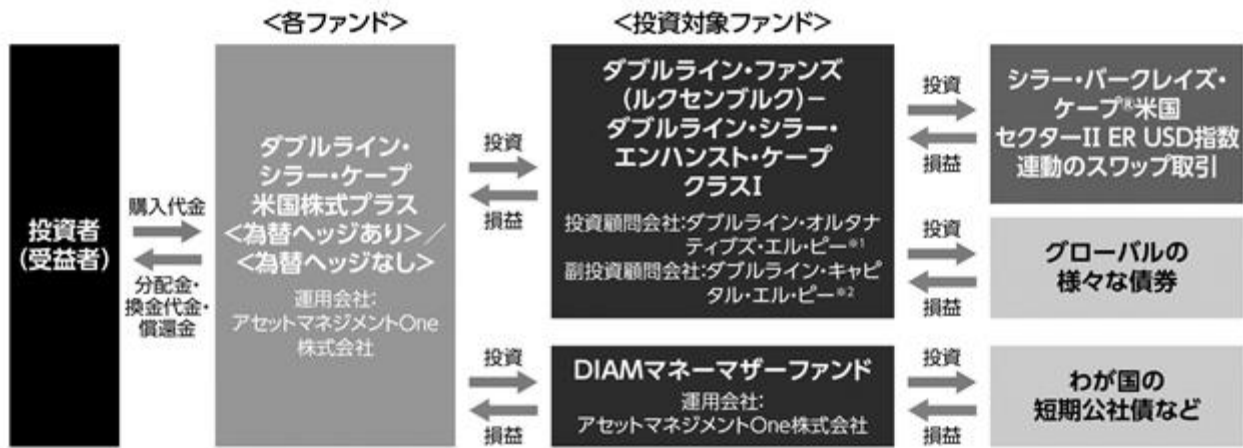 <各ファンド>
<投資対象ファンド>
投資者
(受益者)
購入代金
分配金・
換金代金・
償還金
ダブルライン・
シラー・ケープ
米国株式プラス
<為替ヘッジあり>／
<為替ヘッジなし>
運用会社:
アセットマネジメントOne
株式会社
投資
損益
ダブルライン・ファンズ
(ルクセンブルク)－
ダブルライン・シラー・
エンハンスト・ケープ
クラスI
投資顧問会社:ダブルライン・オルタナ
ティブズ・エル・ピー※1
副投資顧問会社:ダブルライン・キャピ
タル・エル・ピー※2
投資
損益
シラー・バークレイズ・
ケープ®米国
セクターII ER USD指数
連動のスワップ取引
投資
損益
グローバルの
様々な債券
投資
損益
DIAMマネーマザーファンド
運用会社:
アセットマネジメントOne株式会社
投資
損益
わが国の
短期公社債など